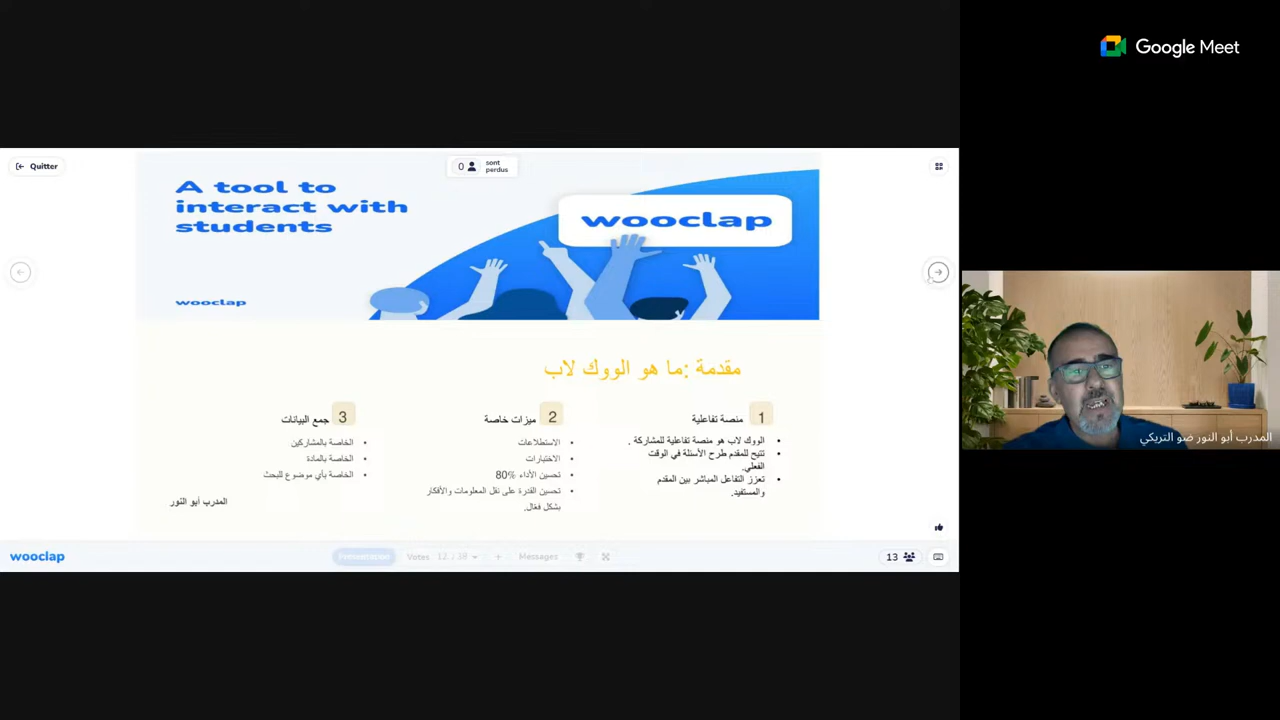 Google Meet
Quitter
0
sont
perdus
A tool to
interact with
students
wooclap
wooclap
مقدمة :ما هو الووك لاب
1
منصة تفاعلية
الووك لاب هو منصة تفاعلية للمشاركة .
تتيح للمقدم طرح الأسئلة في الوقت
الفعلي.
تعزز التفاعل المباشر بين المقدم
والمستفيد.
2
ميزات خاصة
الاستطلاعات
الاختبارات
تحسين الأداء 80%
تحسين القدرة على نقل المعلومات والأفكار
بشكل فعّال.
3
جمع البيانات
الخاصة بالمشاركين
الخاصة بالمادة
الخاصة بأي موضوع للبحث
المدرب أبو النور
المدرب أبو النور ضو التريكي
wooclap
Présentation
Votes
Messages
13